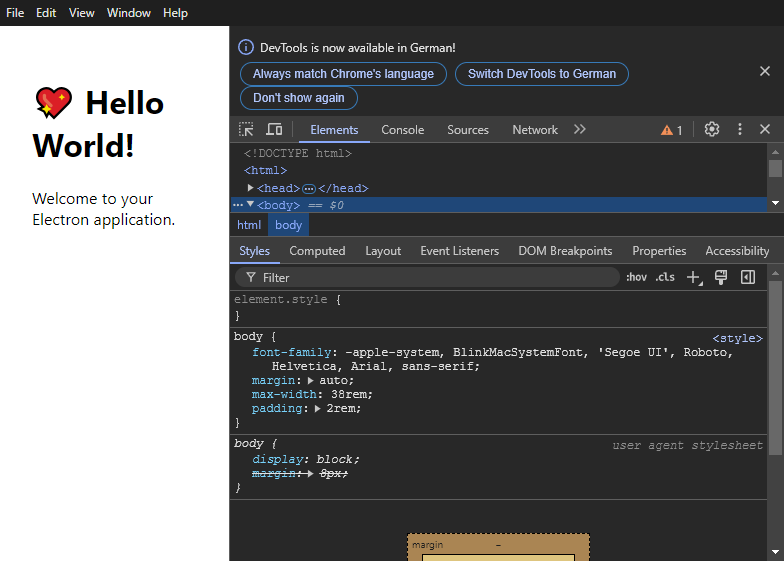 File Edit View Window Help
💖 Hello
World!
Welcome to your
Electron application.
DevTools is now available in German!
Always match Chrome's language Switch DevTools to German
Don't show again
Elements Console Sources Network 1
<!DOCTYPE html>
<html>
<head>…</head>
…<body> == $0
html body
Styles Computed Layout Event Listeners DOM Breakpoints Properties Accessibility
Filter :hov .cls
element.style {
}
body { <style>
font-family: -apple-system, BlinkMacSystemFont, 'Segoe UI', Roboto,
Helvetica, Arial, sans-serif;
margin: auto;
max-width: 38rem;
padding: 2rem;
}
body { user agent stylesheet
display: block;
margin: 8px;
}
margin -